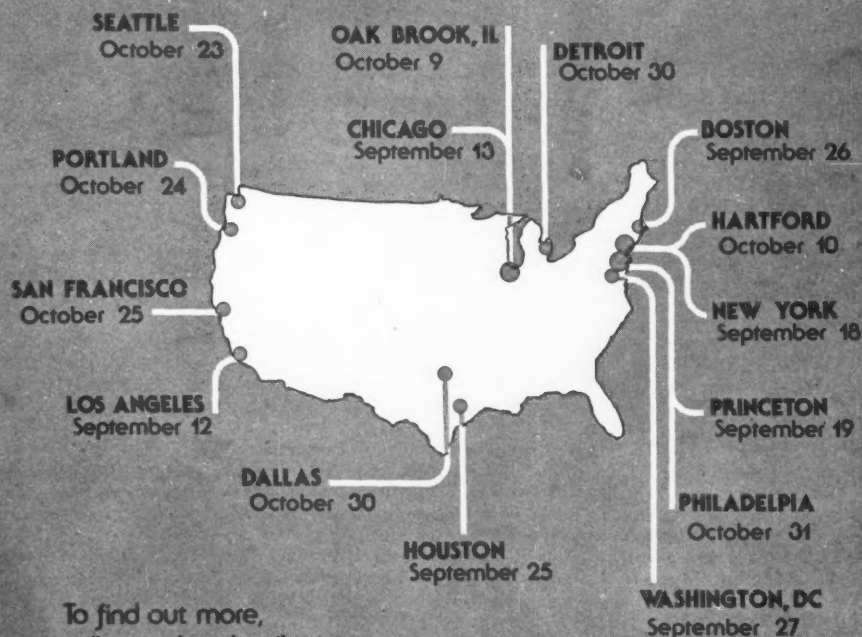 SEATTLE
October 23
OAK BROOK, IL
October 9
DETROIT
October 30
CHICAGO
September 13
BOSTON
September 26
PORTLAND
October 24
HARTFORD
October 10
SAN FRANCISCO
October 25
NEW YORK
September 18
LOS ANGELES
September 12
PRINCETON
September 19
DALLAS
October 30
PHILADELPIA
October 31
HOUSTON
September 25
WASHINGTON, DC
September 27
To find out more,